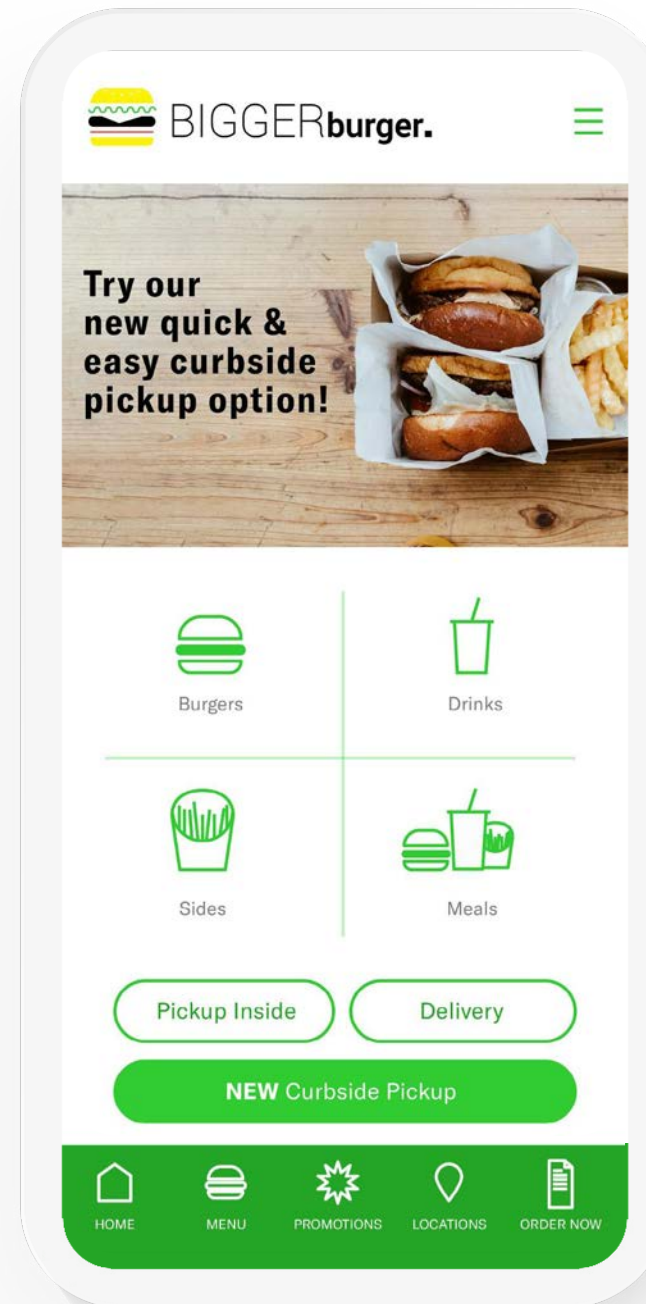 BIGGERburger.
Try our
new quick &
easy curbside
pickup option!
Burgers
Drinks
Sides
Meals
Pickup Inside
Delivery
NEW Curbside Pickup
HOME
MENU
PROMOTIONS
LOCATIONS
ORDER NOW